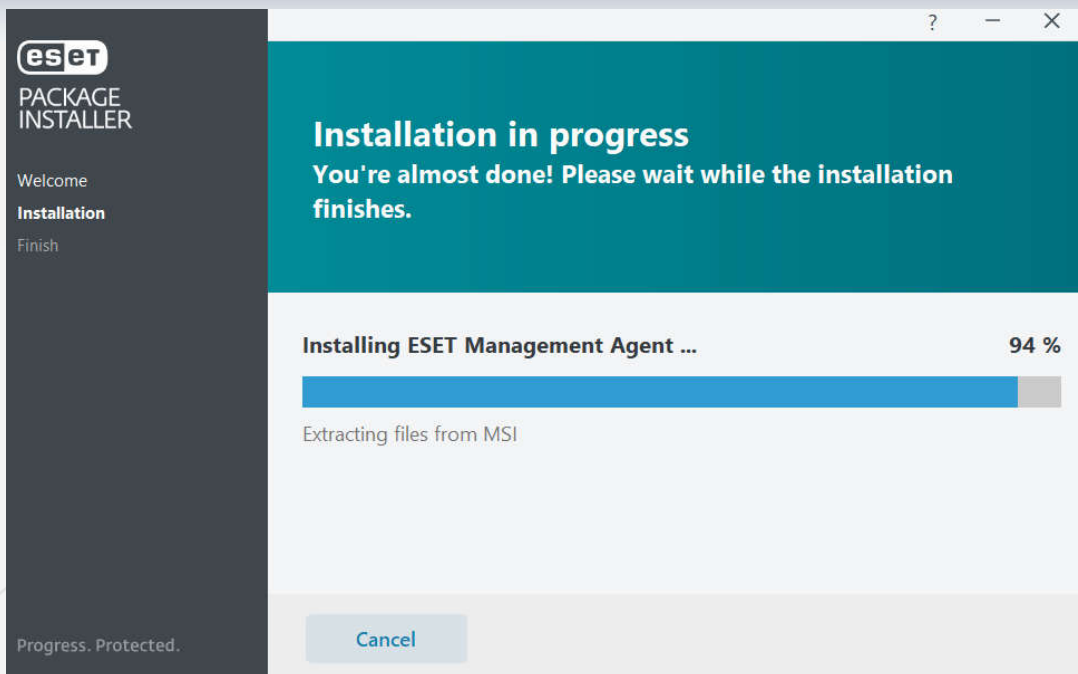 eseT
PACKAGE
INSTALLER
Welcome
Installation
Finish
Progress. Protected.
?
Installation in progress
You're almost done! Please wait while the installation
finishes.
Installing ESET Management Agent ... 94 %
Extracting files from MSI
Cancel